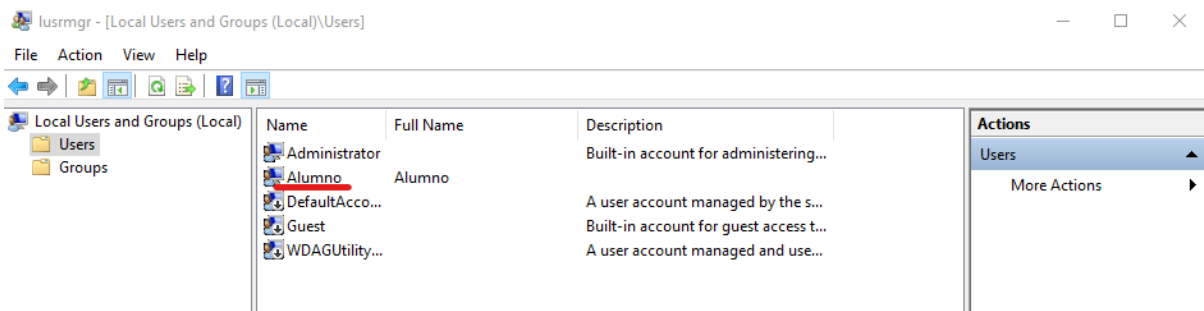 lusrmgr - [Local Users and Groups (Local)\Users]
File Action View Help
Local Users and Groups (Local)
Users
Groups
Name Full Name Description
Administrator Built-in account for administering...
Alumno Alumno
DefaultAcco... A user account managed by the s...
Guest Built-in account for guest access t...
WDAGUtility... A user account managed and use...
Actions
Users
More Actions